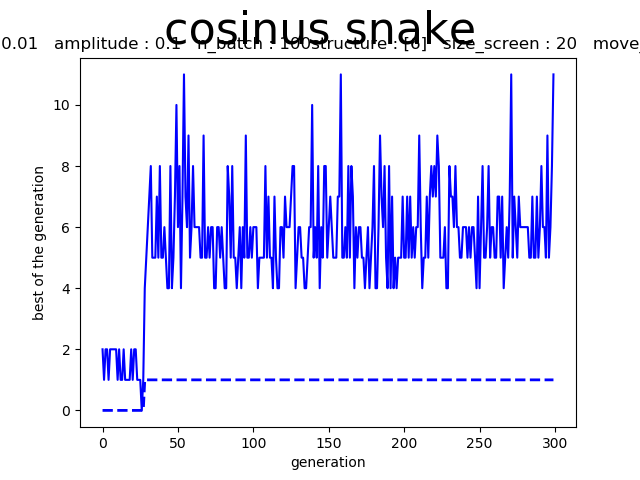 cosinus snake
0.01 amplitude : 0.1 n_batch : 100structure : [6] size_screen : 20 move_
10
8
6
4
2
0
best of the generation
0 50 100 150 200 250 300
generation